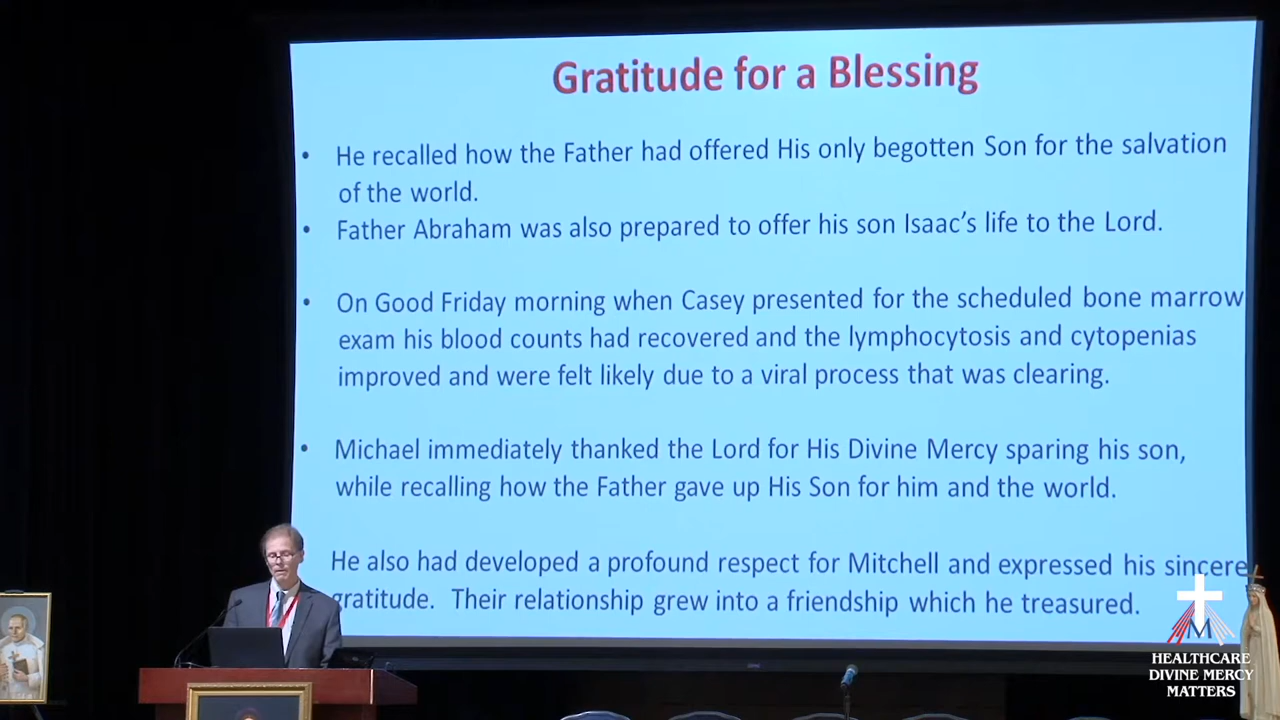 Gratitude for a Blessing
• He recalled how the Father had offered His only begotten Son for the salvation
of the world.
• Father Abraham was also prepared to offer his son Isaac’s life to the Lord.
• On Good Friday morning when Casey presented for the scheduled bone marrow
exam his blood counts had recovered and the lymphocytosis and cytopenias
improved and were felt likely due to a viral process that was clearing.
• Michael immediately thanked the Lord for His Divine Mercy sparing his son,
while recalling how the Father gave up His Son for him and the world.
He also had developed a profound respect for Mitchell and expressed his sincere
gratitude. Their relationship grew into a friendship which he treasured.
M
HEALTHCARE
DIVINE MERCY
MATTERS